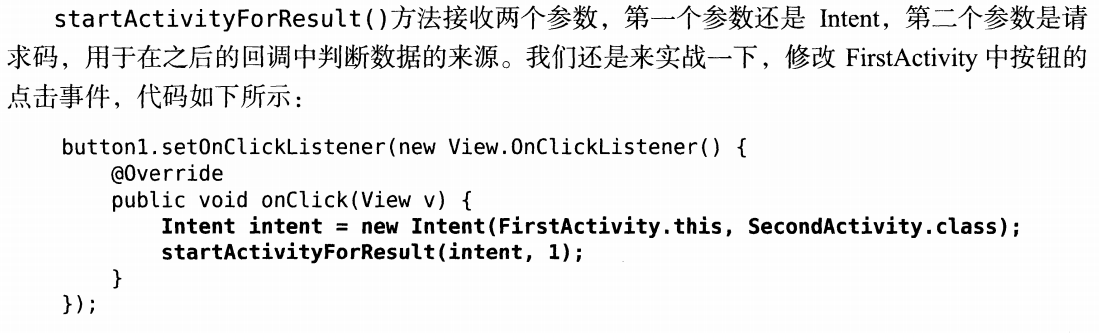 startActivityForResult()方法接收两个参数，第一个参数还是 Intent，第二个参数是请
求码，用于在之后的回调中判断数据的来源。我们还是来实战一下，修改 FirstActivity 中按钮的
点击事件，代码如下所示：
button1.setOnClickListener(new View.OnClickListener() {
@Override
public void onClick(View v) {
Intent intent = new Intent(FirstActivity.this, SecondActivity.class);
startActivityForResult(intent, 1);
}
});